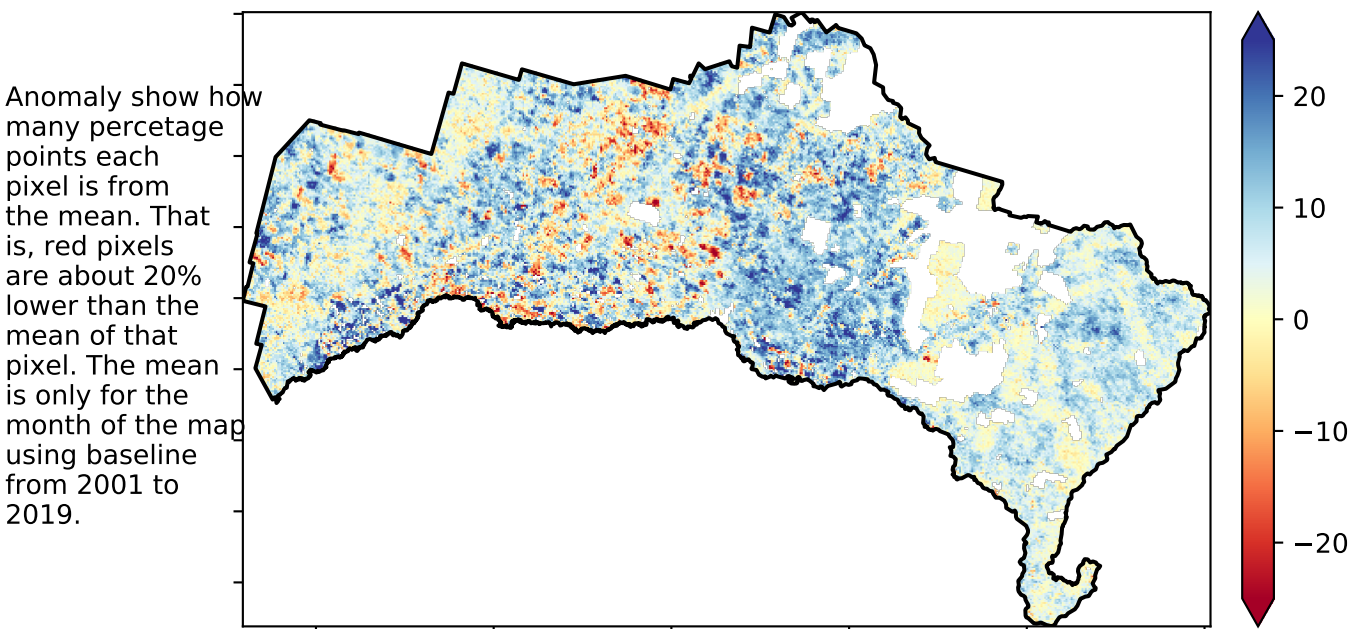 Anomaly show how
many percetage
points each
pixel is from
the mean. That
is, red pixels
are about 20%
lower than the
mean of that
pixel. The mean
is only for the
month of the map
using baseline
from 2001 to
2019.
20
10
0
−10
−20